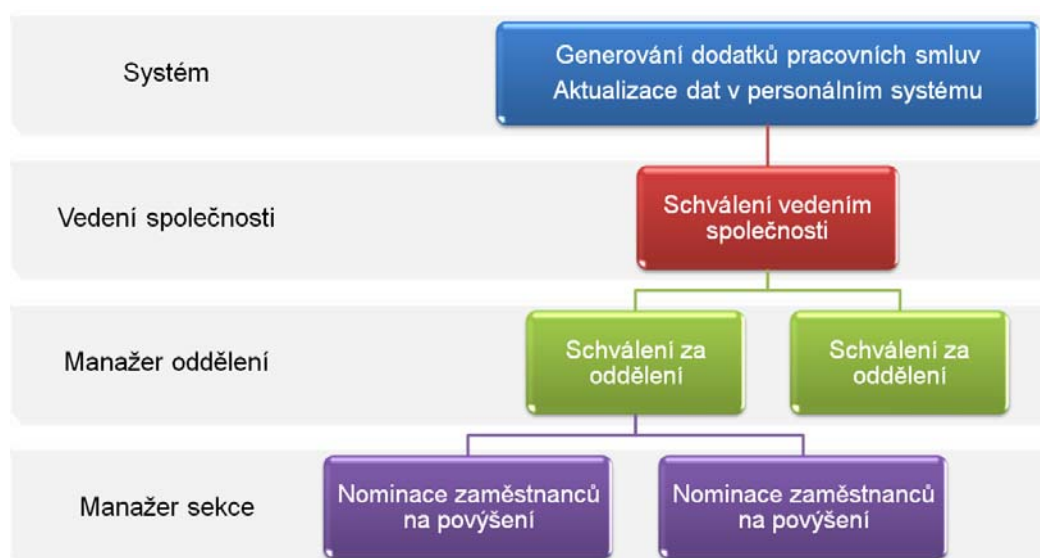 Systém
Generování dodatků pracovních smluv
Aktualizace dat v personálním systému
Vedení společnosti
Schválení vedením
společnosti
Manažer oddělení
Schválení za
oddělení
Schválení za
oddělení
Manažer sekce
Nominace zaměstnanců
na povýšení
Nominace zaměstnanců
na povýšení